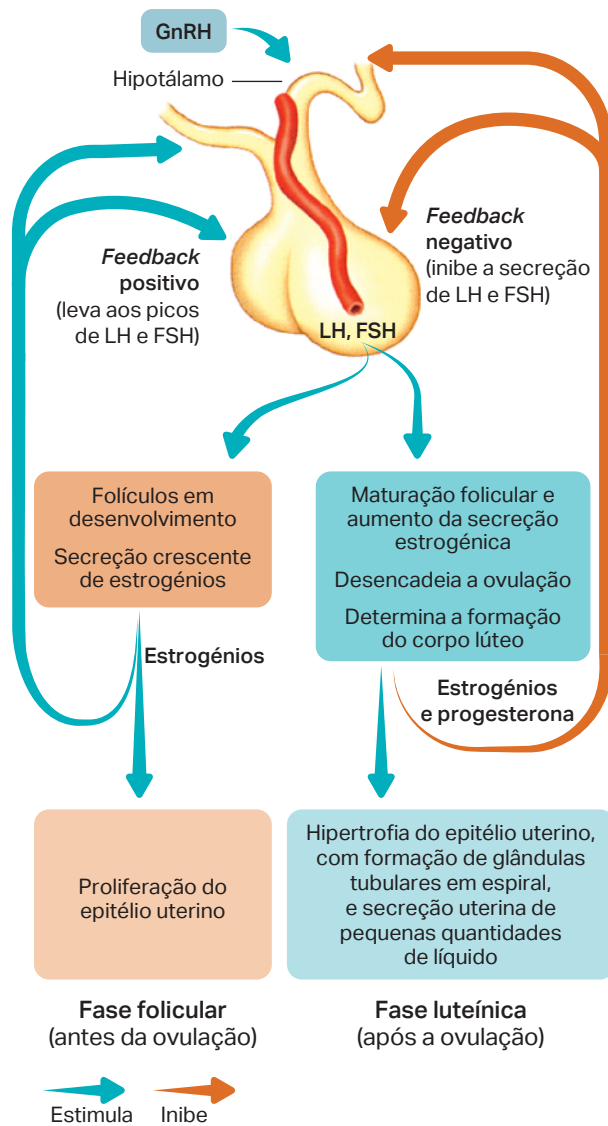 GnRH
Hipotálamo
Feedback
positivo
(leva aos picos
de LH e FSH)
Feedback
negativo
(inibe a secreção
de LH e FSH)
LH, FSH
Folículos em
desenvolvimento
Secreção crescente
de estrogénios
Maturação folicular e
aumento da secreção
estrogénica
Desencadeia a ovulação
Determina a formação
do corpo lúteo
Estrogénios
Estrogénios
e progesterona
Proliferação do
epitélio uterino
Hipertrofia do epitélio uterino,
com formação de glândulas
tubulares em espiral,
e secreção uterina de
pequenas quantidades
de líquido
Fase folicular
(antes da ovulação)
Fase luteínica
(após a ovulação)
Estimula
Inibe